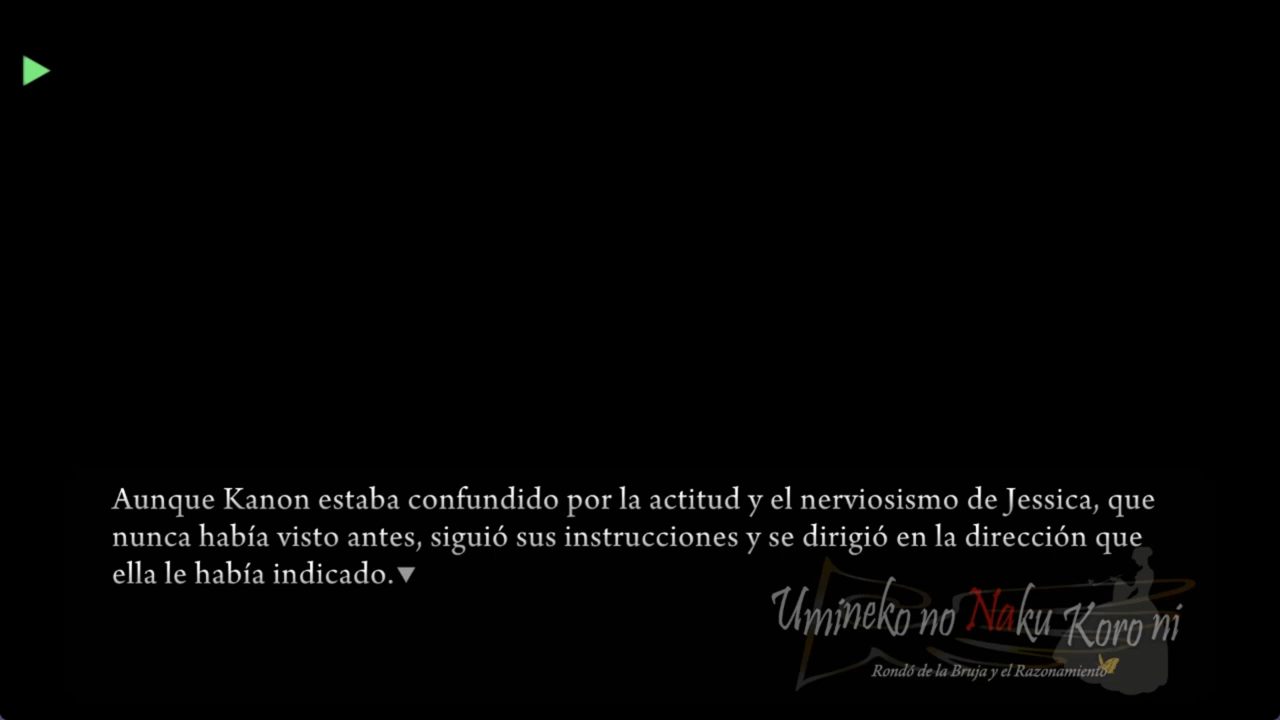 Aunque Kanon estaba confundido por la actitud y el nerviosismo de Jessica, que
nunca había visto antes, siguió sus instrucciones y se dirigió en la dirección que
ella le había indicado.
Umineko no Naku Koro ni
Rondó de la Bruja y el Razonamiento